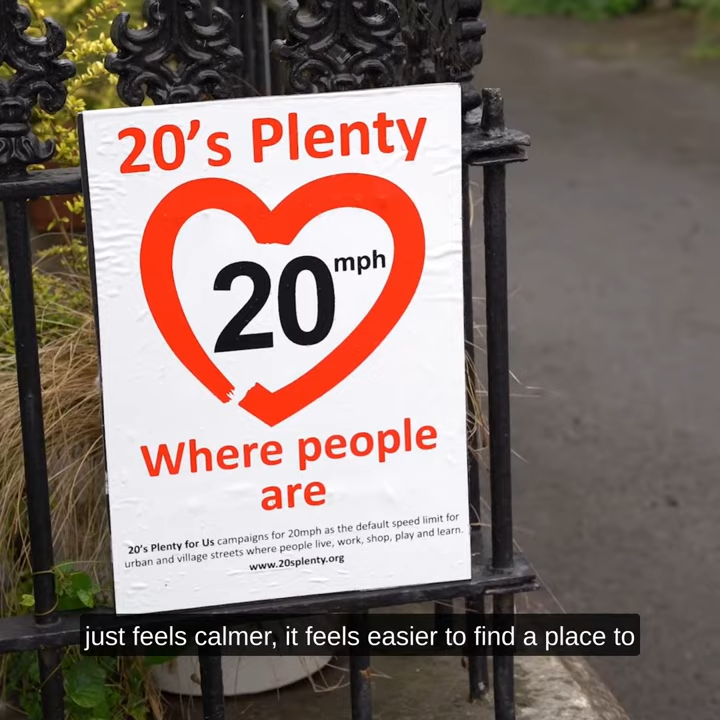 20's Plenty
20mph
Where people
are
20's Plenty for Us campaigns for 20mph as the default speed limit for
urban and village streets where people live, work, shop, play and learn.
www.20splenty.org
just feels calmer, it feels easier to find a place to